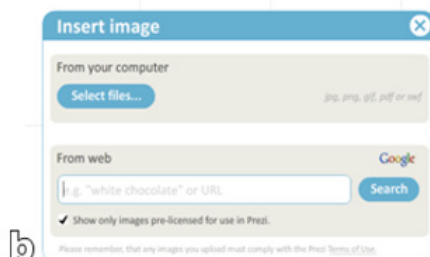 Insert image
From your computer
Select files...
jpg, png, gif, pdf or swf
From web
Google
e.g. "white chocolate" or URL
Search
Show only images pre-licensed for use in Prezi.
b
Please remember, that any images you upload must comply with the Prezi Terms of Use.